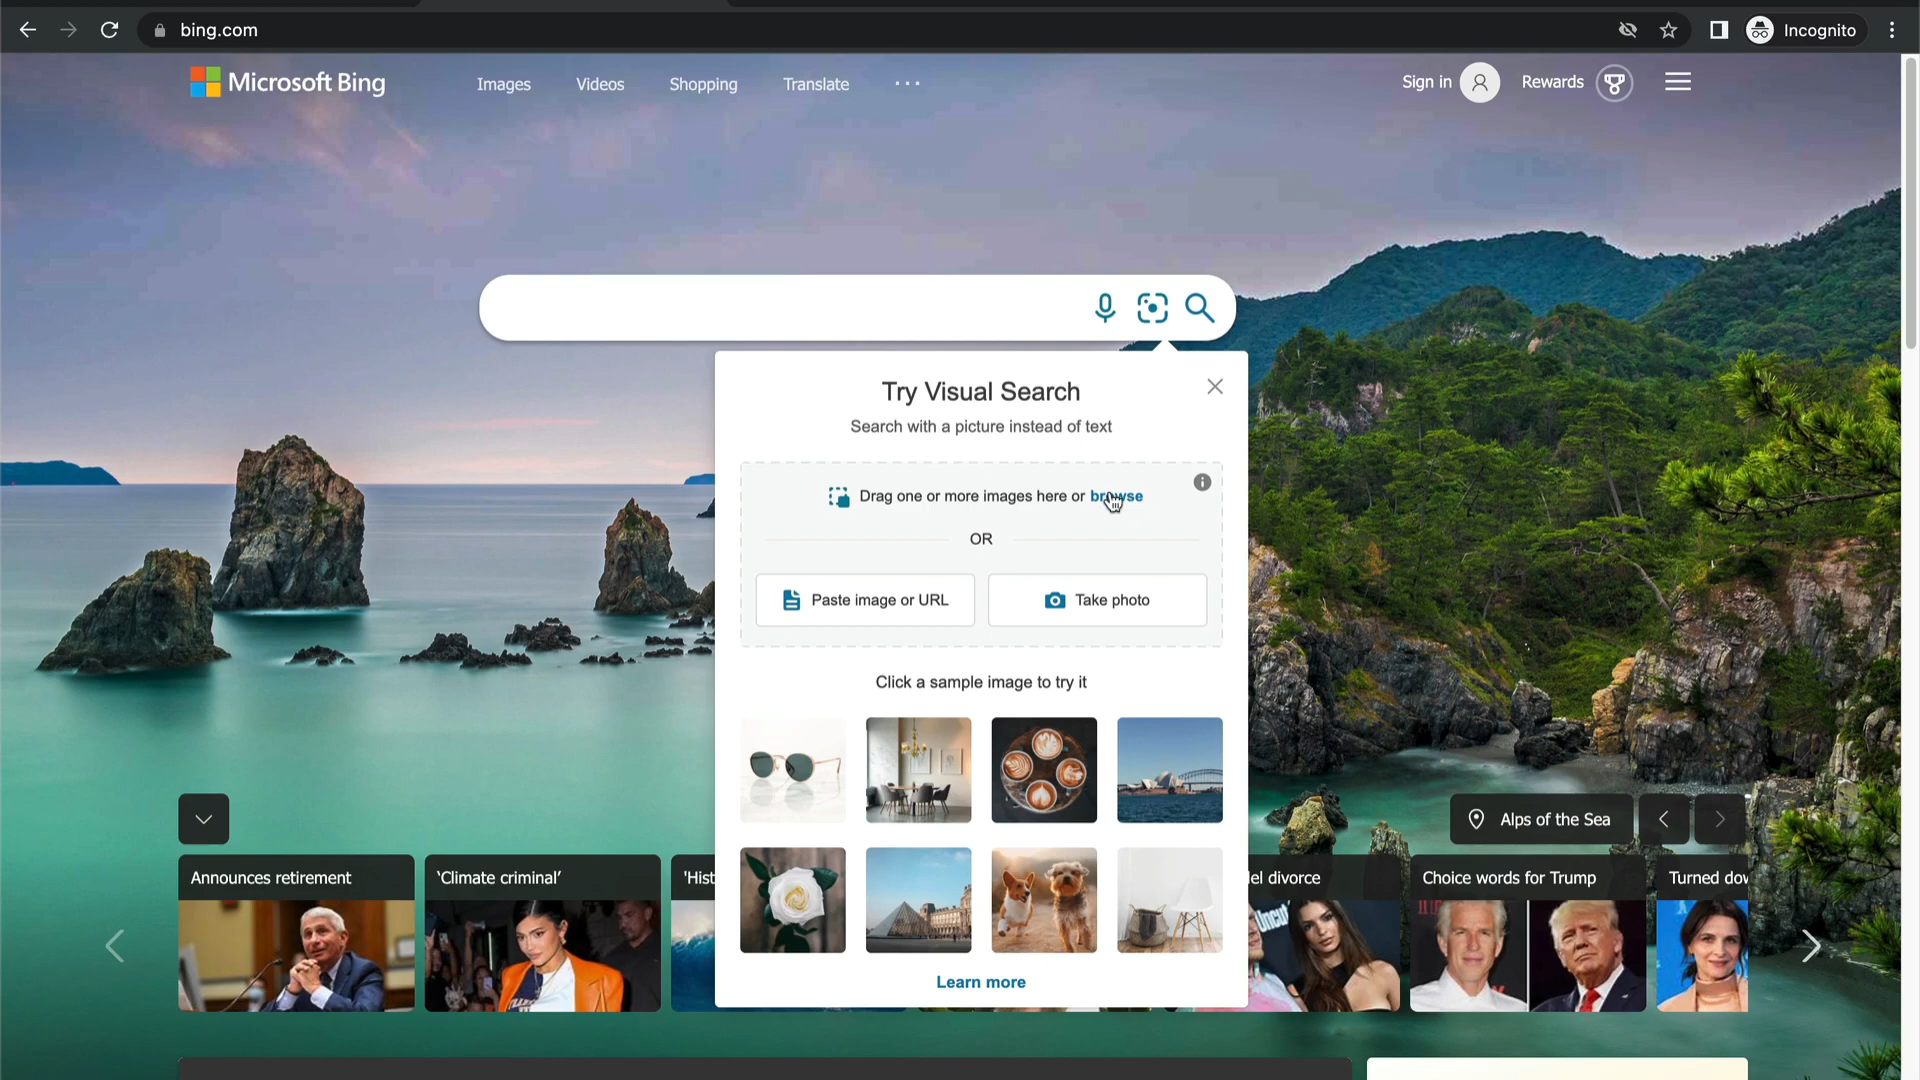 bing.com
Incognito
Microsoft Bing
Images
Videos
Shopping
Translate
Sign in
Rewards
Try Visual Search
Search with a picture instead of text
Drag one or more images here or browse
OR
Paste image or URL
Take photo
Click a sample image to try it
Learn more
Alps of the Sea
Announces retirement
'Climate criminal'
'Hist
el divorce
Choice words for Trump
Turned dow